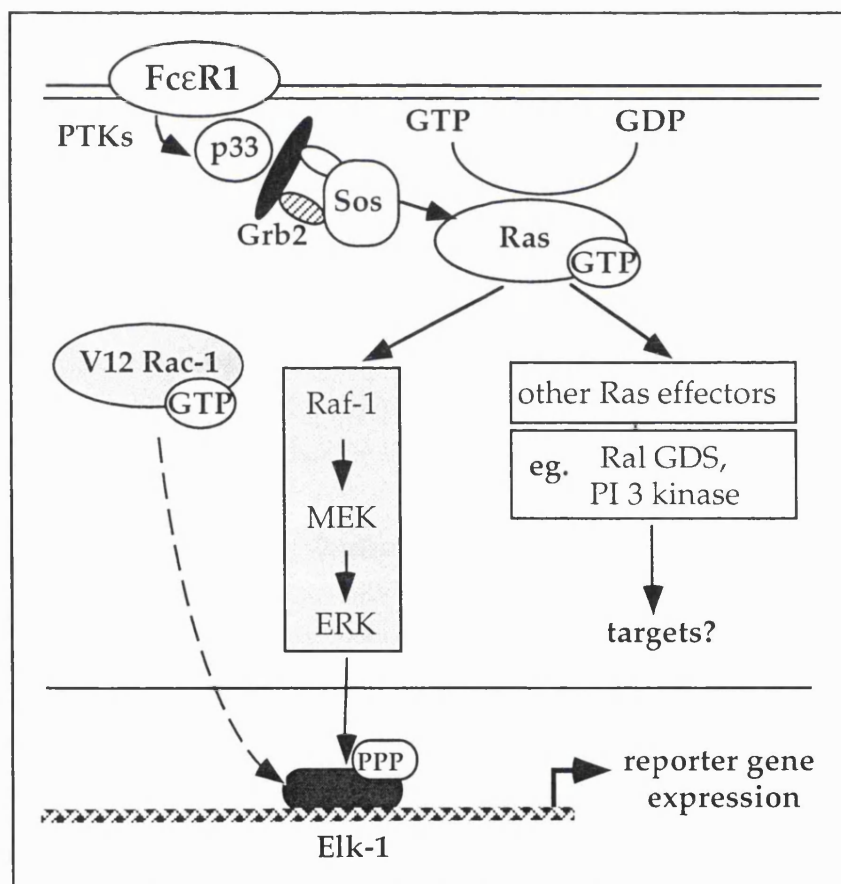 FcεR1
PTKs
p33
Grb2
Sos
GTP
GDP
Ras
GTP
V12 Rac-1
GTP
Raf-1
MEK
ERK
other Ras effectors
eg. Ral GDS,
PI 3 kinase
targets?
PPP
Elk-1
reporter gene
expression